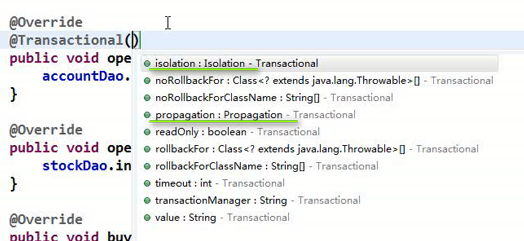 @Override
@Transactional()
public void ope
isolation : Isolation - Transactional
accountDao.
noRollbackFor : Class<? extends java.lang.Throwable>[] - Transactional
}
noRollbackForClassName : String[] - Transactional
propagation : Propagation - Transactional
@Override
readOnly : boolean - Transactional
public void ope
rollbackFor : Class<? extends java.lang.Throwable>[] - Transactional
stockDao.in
rollbackForClassName : String[] - Transactional
}
timeout : int - Transactional
transactionManager : String - Transactional
@Override
value : String - Transactional
public void buy